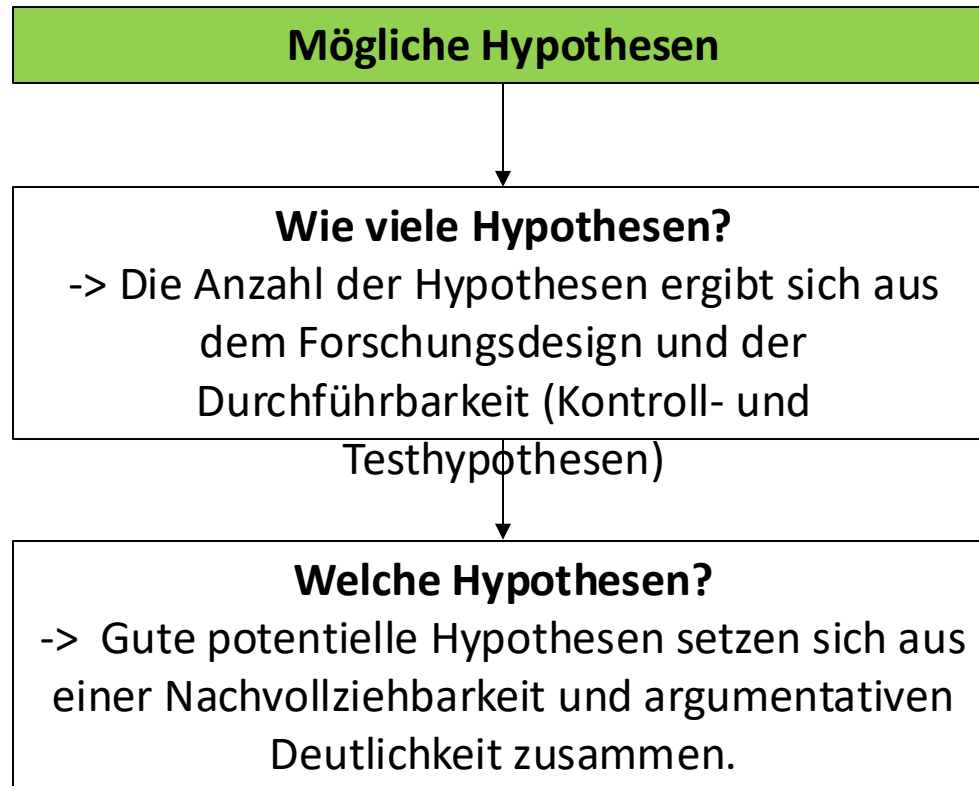 Mögliche Hypothesen
Wie viele Hypothesen?
-> Die Anzahl der Hypothesen ergibt sich aus
dem Forschungsdesign und der
Durchführbarkeit (Kontroll- und
Testhypothesen)
Welche Hypothesen?
-> Gute potentielle Hypothesen setzen sich aus
einer Nachvollziehbarkeit und argumentativen
Deutlichkeit zusammen.